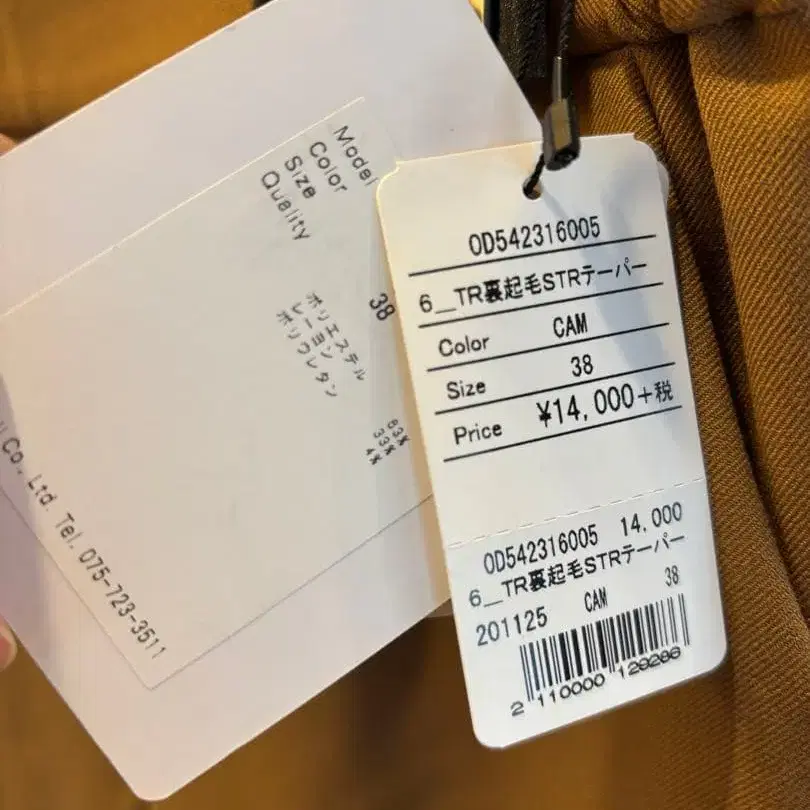 Model
Color
Size
Quality
38
ポリエステル 63%
レーヨン 33%
ポリウレタン 4%
Co., Ltd. Tel. 075-723-3511
OD542316005
6__TR裏起毛STRテーパー
Color CAM
Size 38
Price ¥14,000+税
OD542316005 14,000
6__TR裏起毛STRテーパー
201125 CAM 38
2 110000 129286